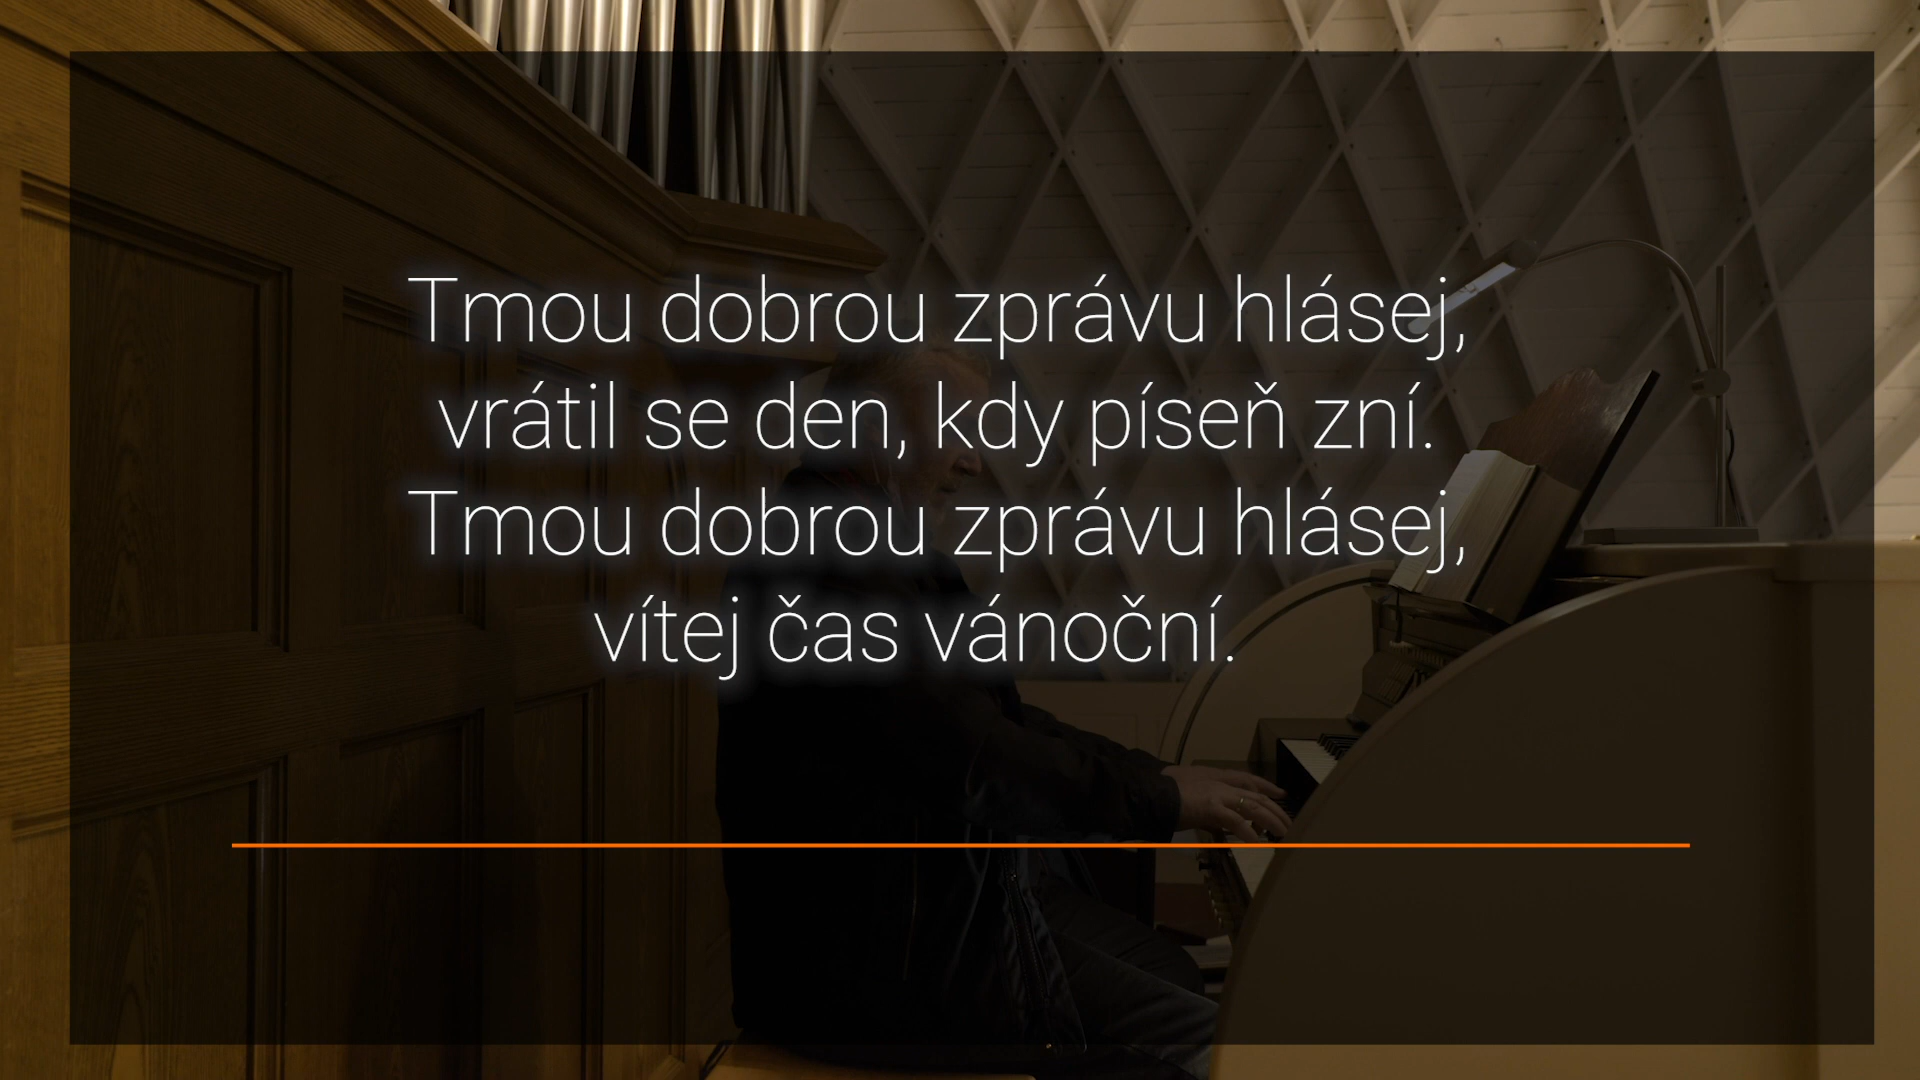 Tmou dobrou zprávu hlásej,
vrátil se den, kdy píseň zní.
Tmou dobrou zprávu hlásej,
vítej čas vánoční.